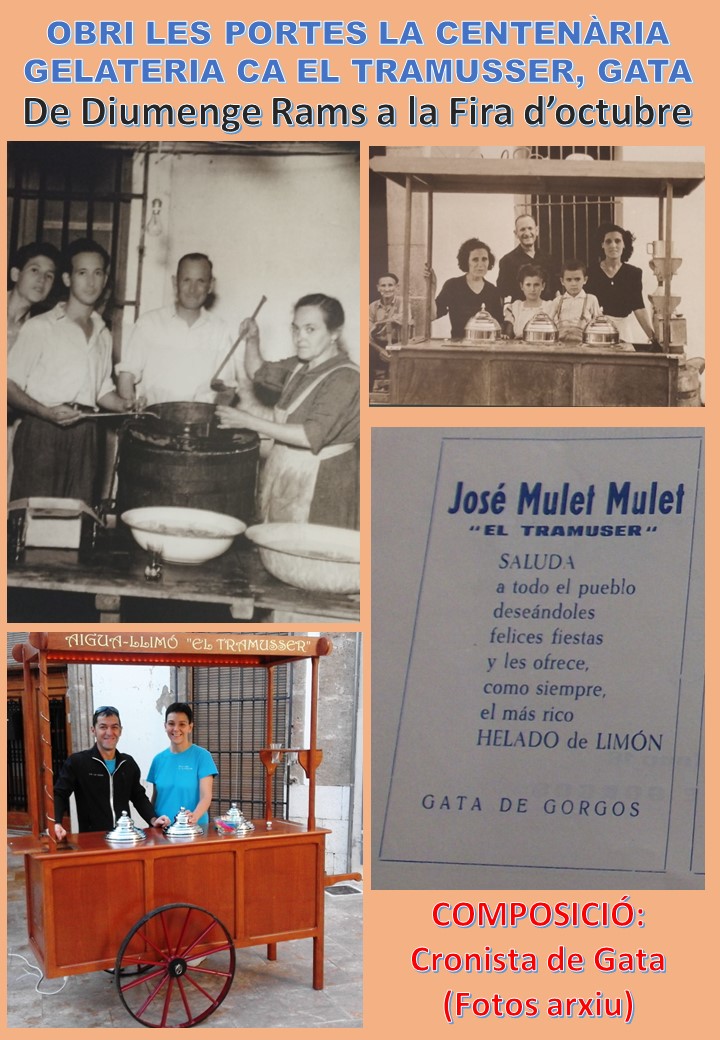 OBRI LES PORTES LA CENTENÀRIA
GELATERIA CA EL TRAMUSSER, GATA
De Diumenge Rams a la Fira d'octubre
José Mulet Mulet
"EL TRAMUSER"
SALUDA
a todo el pueblo
deseándoles
felices fiestas
y les ofrece,
como siempre,
el más rico
HELADO de LIMÓN
GATA DE GORGOS
AIGUA-LLIMÓ "EL TRAMUSSER"
COMPOSICIÓ:
Cronista de Gata
(Fotos arxiu)